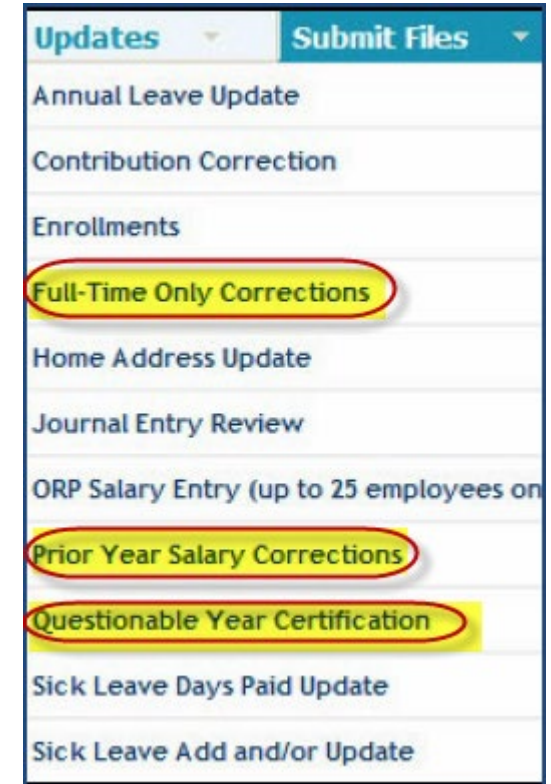 Updates Submit Files
Annual Leave Update
Contribution Correction
Enrollments
Full-Time Only Corrections
Home Address Update
Journal Entry Review
ORP Salary Entry (up to 25 employees on
Prior Year Salary Corrections
Questionable Year Certification
Sick Leave Days Paid Update
Sick Leave Add and/or Update